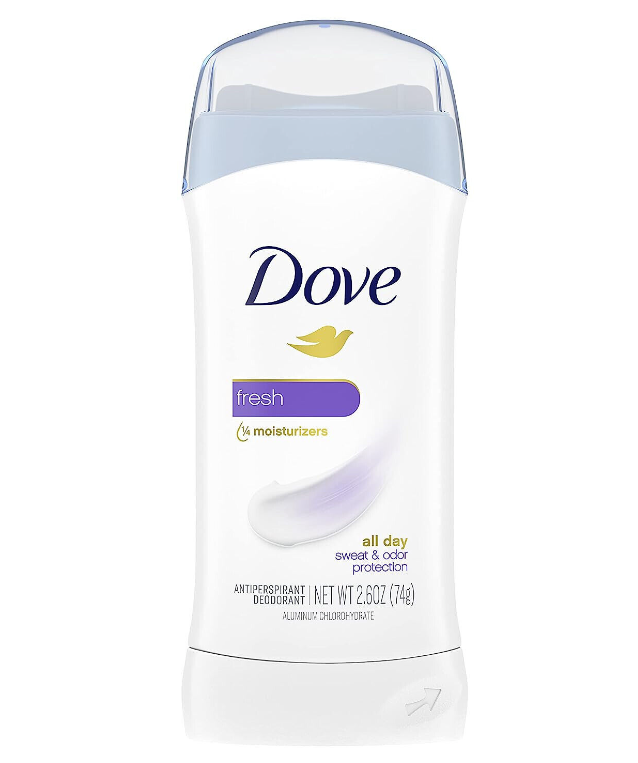 Dove
fresh
1/4 moisturizers
all day
sweat & odor
protection
ANTIPERSPIRANT
DEODORANT
NET WT 2.6OZ (74g)
ALUMINUM CHLOROHYDRATE